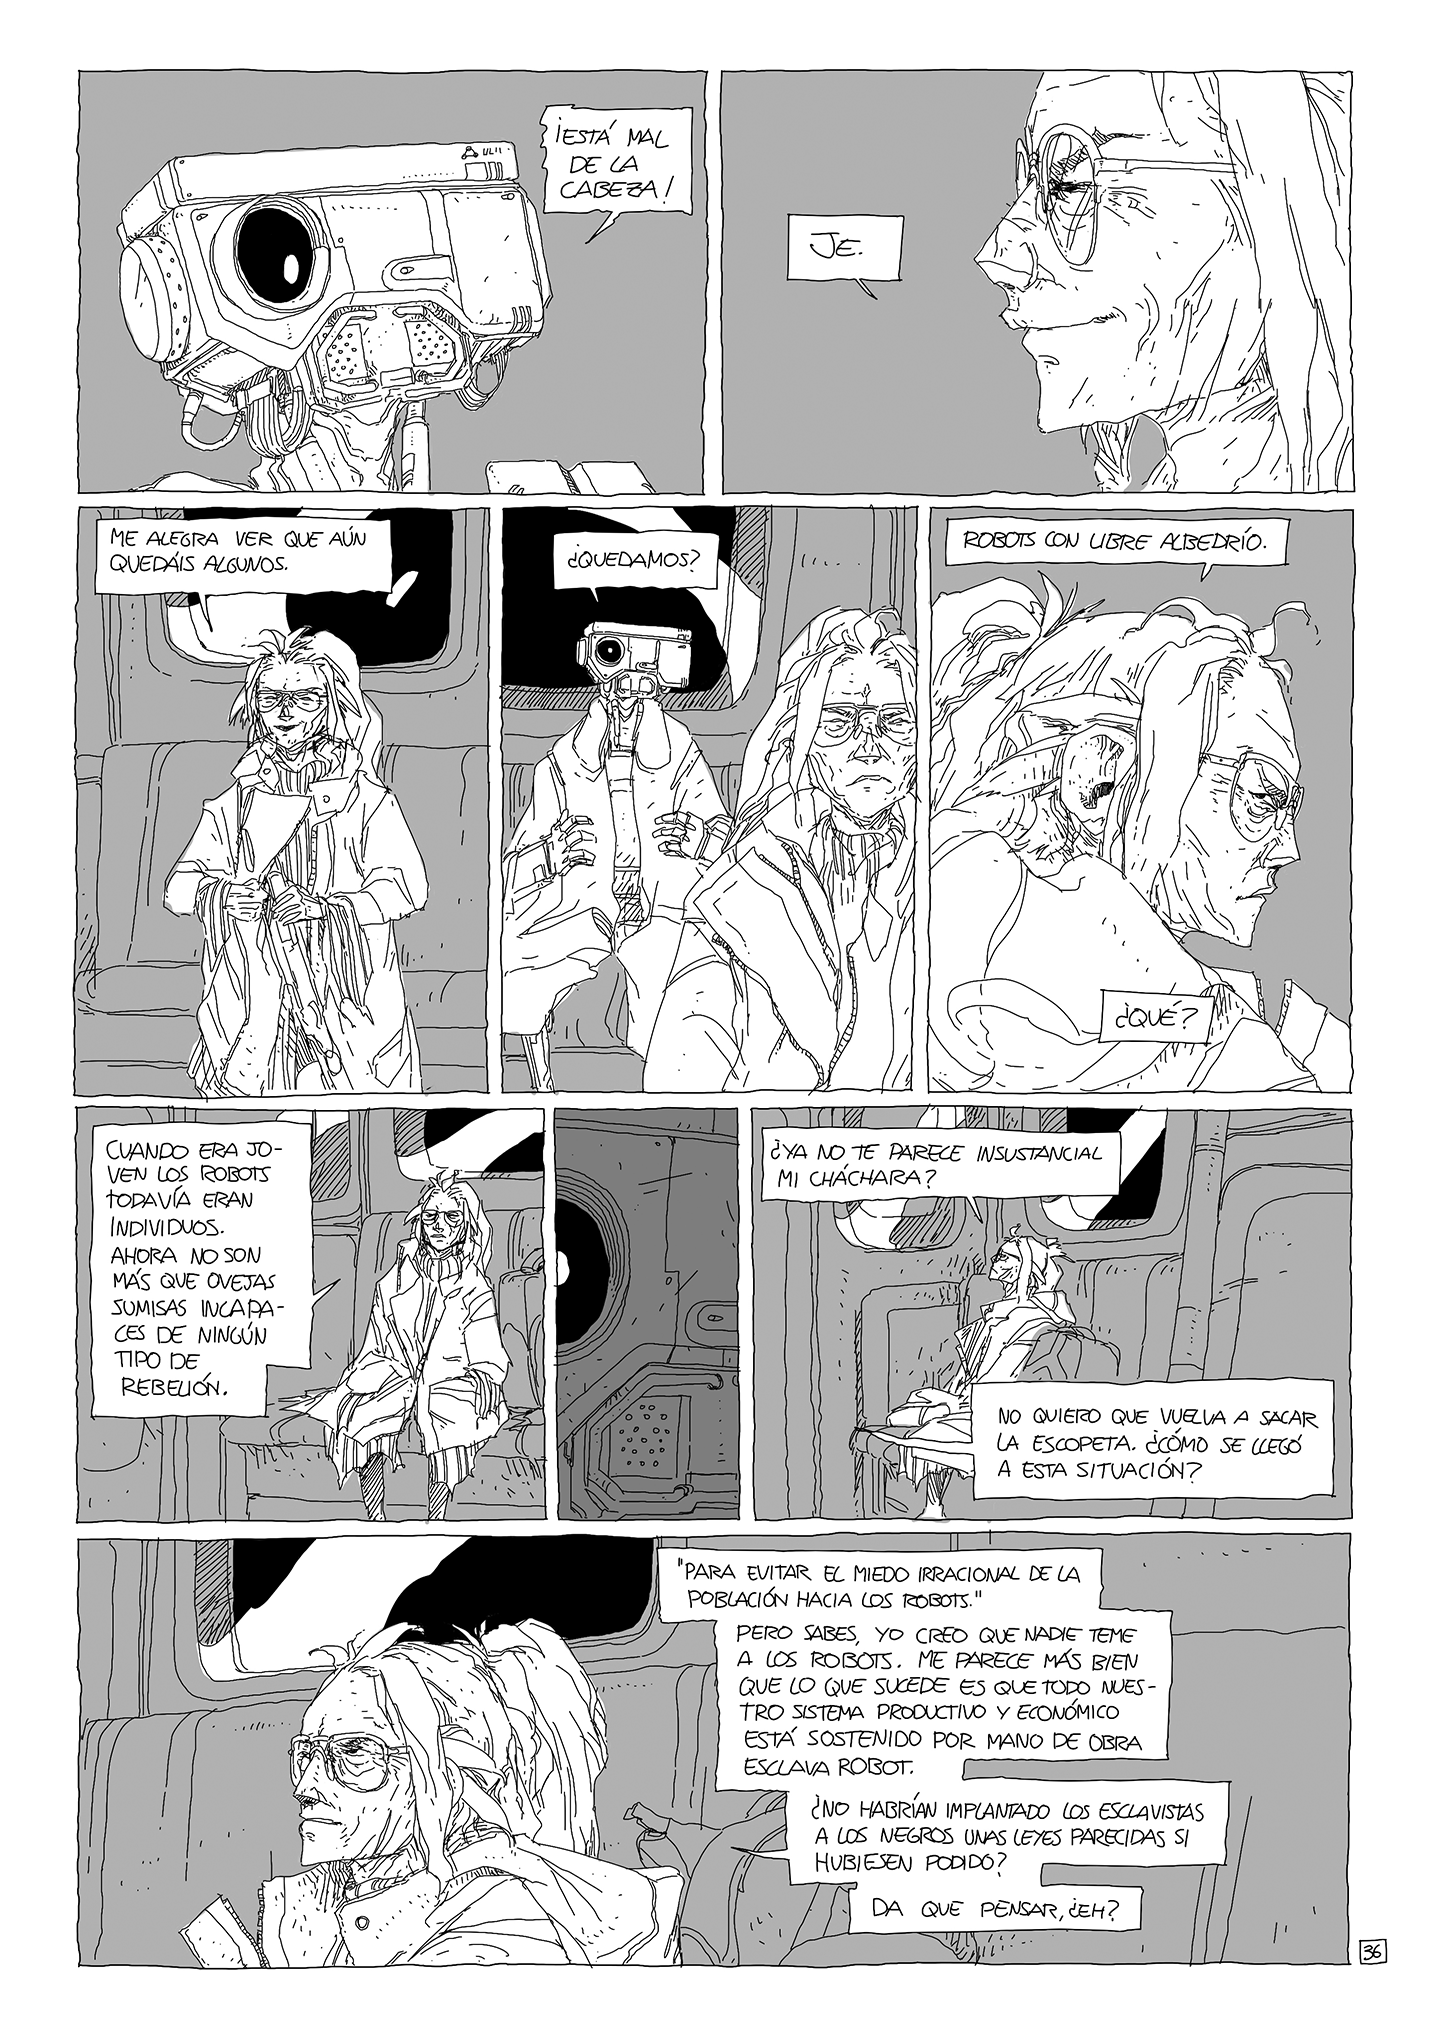 ULII
¡ESTÁ MAL
DE LA
CABEZA!
JE.
ME ALEGRA VER QUE AÚN
QUEDÁIS ALGUNOS.
¿QUEDAMOS?
ROBOTS CON LIBRE ALBEDRÍO.
¿QUÉ?
CUANDO ERA JO-
VEN LOS ROBOTS
TODAVÍA ERAN
INDIVIDUOS.
AHORA NO SON
MÁS QUE OVEJAS
SUMISAS INCAPA-
CES DE NINGÚN
TIPO DE
REBELIÓN.
¿YA NO TE PARECE INSUSTANCIAL
MI CHÁCHARA?
NO QUIERO QUE VUELVA A SACAR
LA ESCOPETA. ¿CÓMO SE LLEGÓ
A ESTA SITUACIÓN?
"PARA EVITAR EL MIEDO IRRACIONAL DE LA
POBLACIÓN HACIA LOS ROBOTS."
PERO SABES, YO CREO QUE NADIE TEME
A LOS ROBOTS. ME PARECE MÁS BIEN
QUE LO QUE SUCEDE ES QUE TODO NUES-
TRO SISTEMA PRODUCTIVO Y ECONÓMICO
ESTÁ SOSTENIDO POR MANO DE OBRA
ESCLAVA ROBOT.
¿NO HABRÍAN IMPLANTADO LOS ESCLAVISTAS
A LOS NEGROS UNAS LEYES PARECIDAS SI
HUBIESEN PODIDO?
DA QUE PENSAR, ¿EH?
36